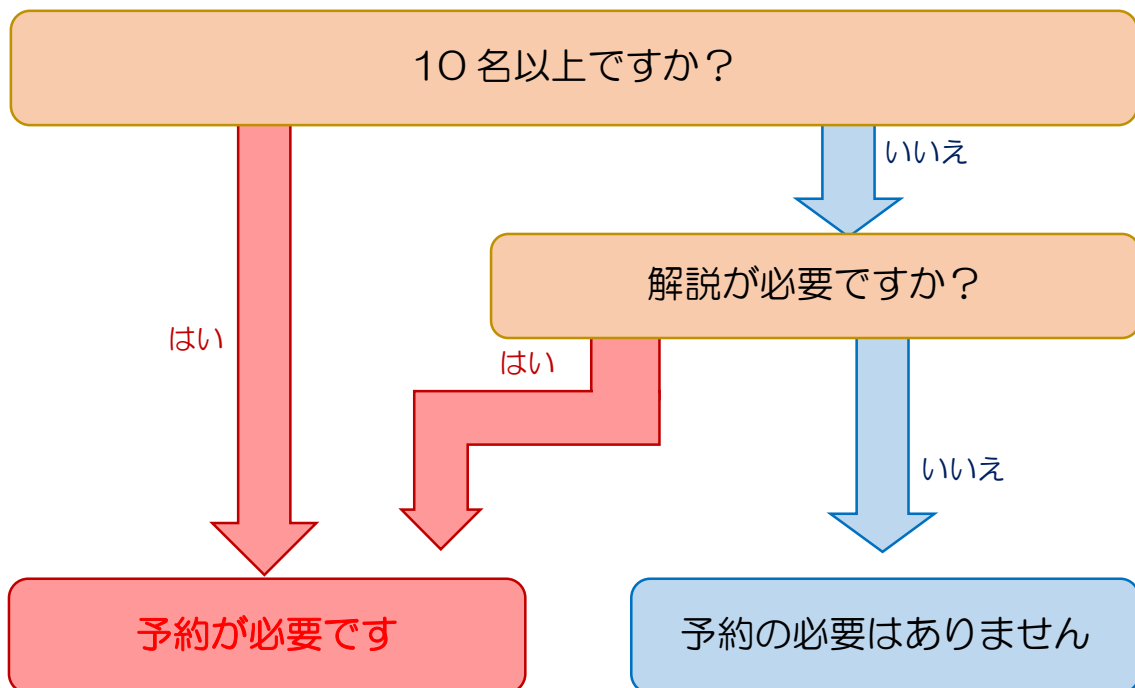 10名以上ですか？
いいえ
解説が必要ですか？
はい
はい
いいえ
予約が必要です
予約の必要はありません